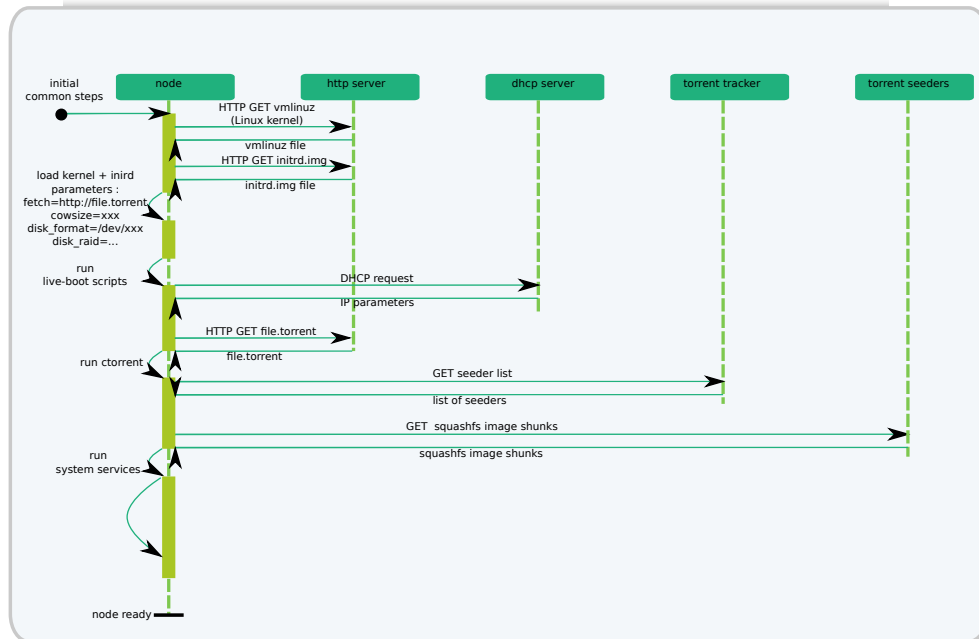 initial
common steps
node
http server
dhcp server
torrent tracker
torrent seeders
HTTP GET vmlinuz
(Linux kernel)
vmlinuz file
HTTP GET initrd.img
initrd.img file
load kernel + inird
parameters :
fetch=http://file.torrent
cowsize=xxx
disk_format=/dev/xxx
disk_raid=...
run
live-boot scripts
DHCP request
IP parameters
HTTP GET file.torrent
file.torrent
run ctorrent
GET seeder list
list of seeders
GET  squashfs image shunks
squashfs image shunks
run
system services
node ready